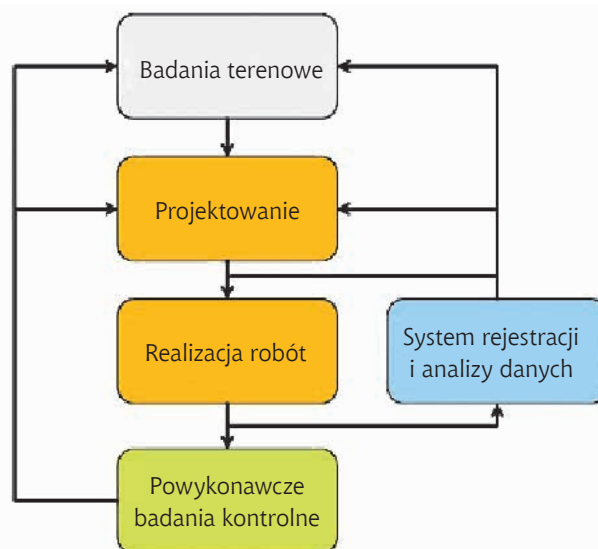 Badania terenowe
Projektowanie
Realizacja robót
System rejestracji
i analizy danych
Powykonawcze
badania kontrolne